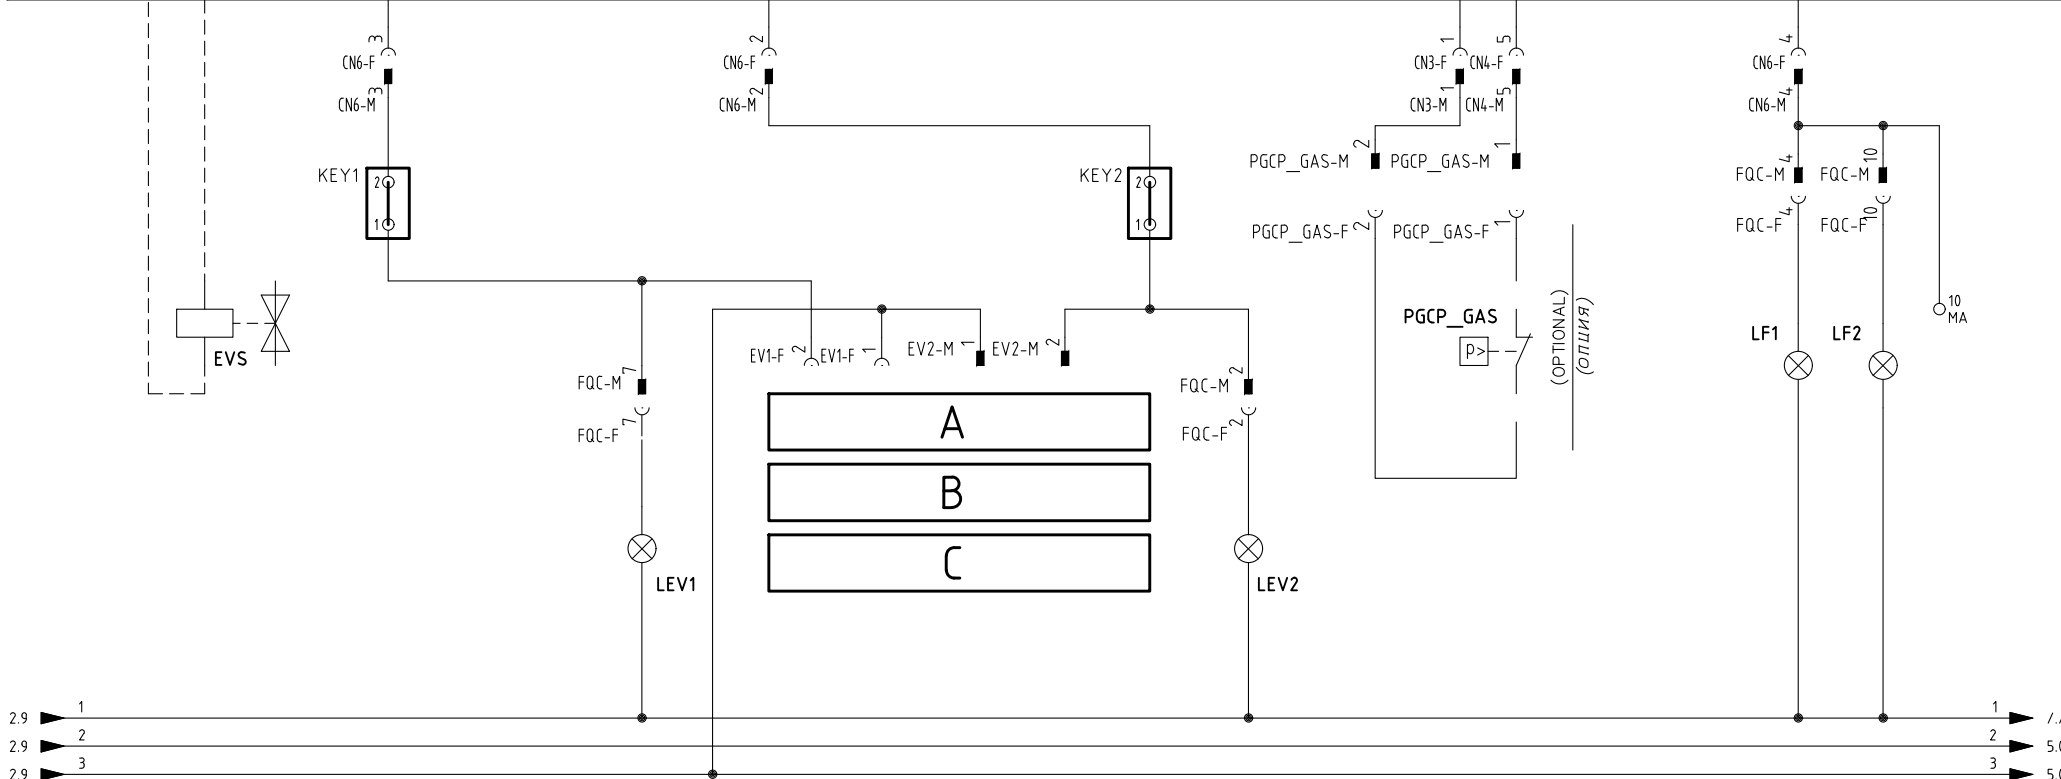 3 2 1 5 4
CN6-F CN6-F CN3-F CN4-F CN6-F
3 2 1 5 4
CN6-M CN6-M CN3-M CN4-M CN6-M
2 1 4 10
PGCP_GAS-M PGCP_GAS-M
KEY1 2 KEY2 2 FQC-M FQC-M
1 1
4 10
FQC-F FQC-F
PGCP_GAS-F 2 PGCP_GAS-F 1
10
MA
PGCP_GAS
P>
(OPTIONAL)
(ОПЦИЯ)
LF1 LF2
EVS
EV1-F 2 EV1-F 1 EV2-M 1 EV2-M 2
FQC-M 7 FQC-M 2
FQC-F 7 FQC-F 2
A
B
C
LEV1 LEV2
2.9 1 1
2.9 2 2
2.9 3 3